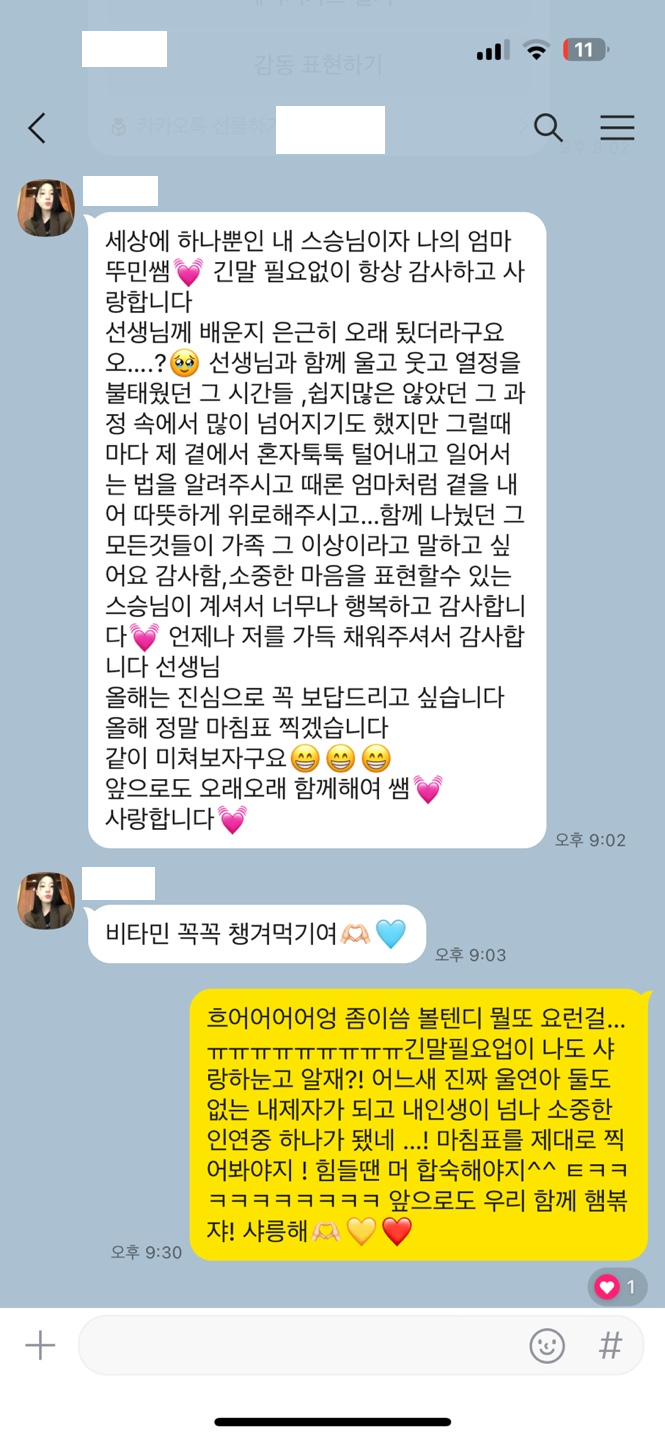 감동 표현하기
11
카카오톡 선물하기
세상에 하나뿐인 내 스승님이자 나의 엄마
뚜민쌤💓 긴말 필요없이 항상 감사하고 사
랑합니다
선생님께 배운지 은근히 오래 됬더라구요
오....?🥹 선생님과 함께 울고 웃고 열정을
불태웠던 그 시간들 ,쉽지많은 않았던 그 과
정 속에서 많이 넘어지기도 했지만 그럴때
마다 제 곁에서 혼자툭툭 털어내고 일어서
는 법을 알려주시고 때론 엄마처럼 곁을 내
어 따뜻하게 위로해주시고...함께 나눴던 그
모든것들이 가족 그 이상이라고 말하고 싶
어요 감사함,소중한 마음을 표현할수 있는
스승님이 계셔서 너무나 행복하고 감사합니
다💓 언제나 저를 가득 채워주셔서 감사합
니다 선생님
올해는 진심으로 꼭 보답드리고 싶습니다
올해 정말 마침표 찍겠습니다
같이 미쳐보자구요😁😁😁
앞으로도 오래오래 함께해여 쌤💓
사랑합니다💓
오후 9:02
비타민 꼭꼭 챙겨먹기여🫶🏻🩵
오후 9:03
흐어어어어엉 좀이씀 볼텐디 뭘또 요런걸...
ㅠㅠㅠㅠㅠㅠㅠㅠㅠ긴말필요업이 나도 샤
랑하눈고 알재?! 어느새 진짜 울연아 둘도
없는 내제자가 되고 내인생이 넘나 소중한
인연중 하나가 됐네 ...! 마침표를 제대로 찍
어봐야지 ! 힘들땐 머 합숙해야지^^ ㅌㅋㅋ
ㅋㅋㅋㅋㅋㅋㅋㅋ 앞으로도 우리 함께 햄볶
쟈! 샤릉해🫶🏻💛❤️
오후 9:30
1
#